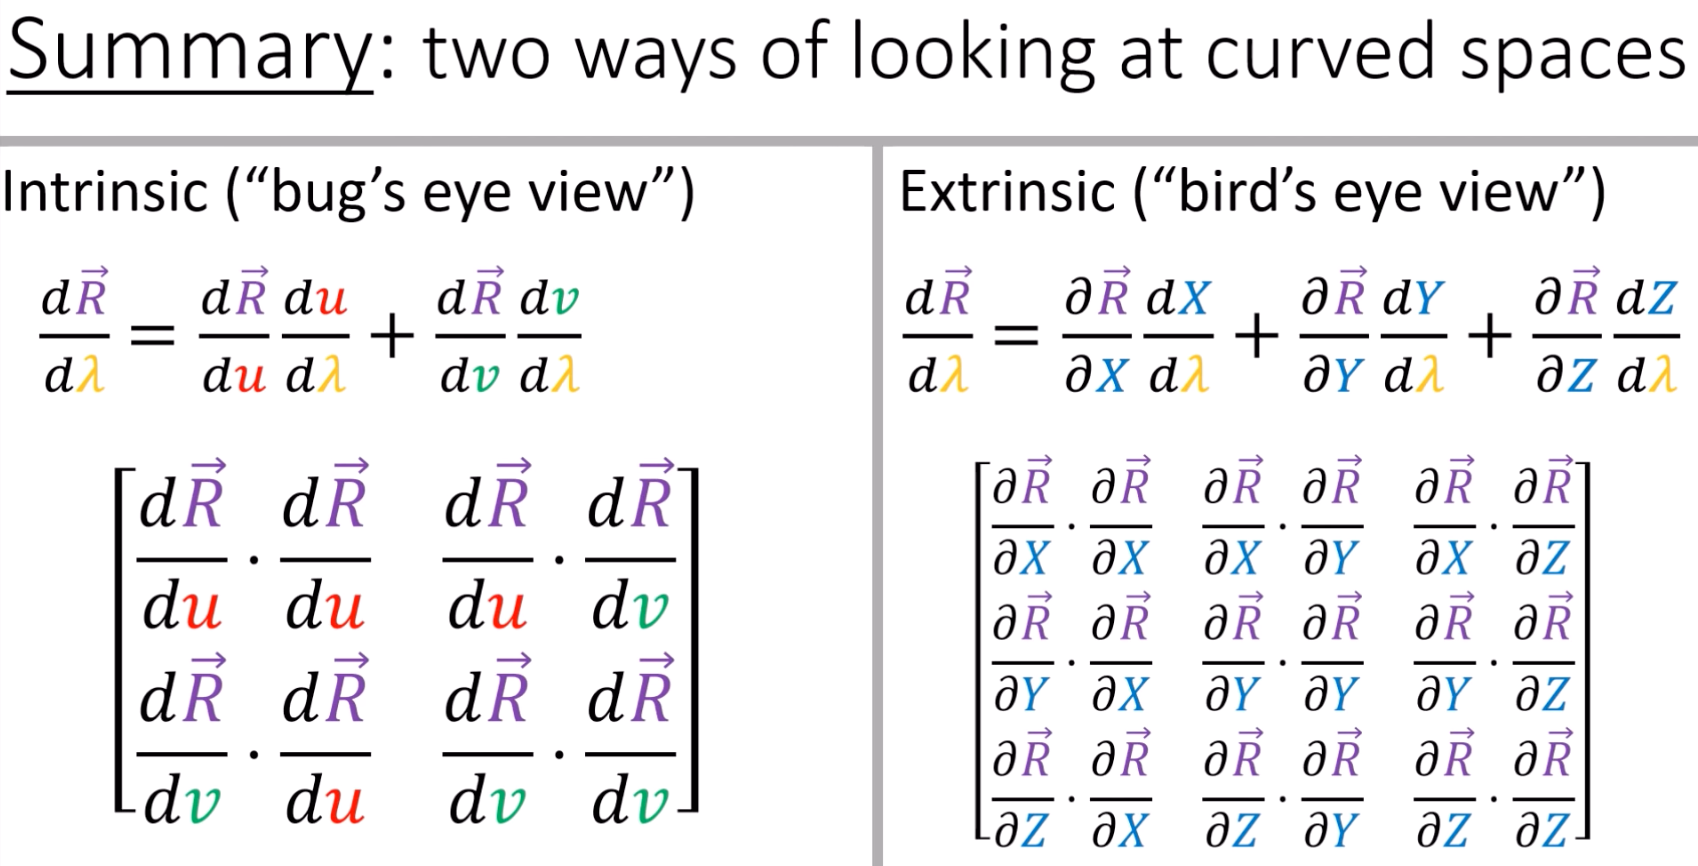 Summary: two ways of looking at curved spaces
Intrinsic (“bug’s eye view”)
$\frac{d\vec{R}}{d\lambda} = \frac{d\vec{R}}{du}\frac{du}{d\lambda} + \frac{d\vec{R}}{dv}\frac{dv}{d\lambda}$
$\begin{bmatrix} \frac{d\vec{R}}{du} \cdot \frac{d\vec{R}}{du} & \frac{d\vec{R}}{du} \cdot \frac{d\vec{R}}{dv} \\ \frac{d\vec{R}}{dv} \cdot \frac{d\vec{R}}{du} & \frac{d\vec{R}}{dv} \cdot \frac{d\vec{R}}{dv} \end{bmatrix}$
Extrinsic (“bird’s eye view”)
$\frac{d\vec{R}}{d\lambda} = \frac{\partial\vec{R}}{\partial X}\frac{dX}{d\lambda} + \frac{\partial\vec{R}}{\partial Y}\frac{dY}{d\lambda} + \frac{\partial\vec{R}}{\partial Z}\frac{dZ}{d\lambda}$
$\begin{bmatrix} \frac{\partial\vec{R}}{\partial X} \cdot \frac{\partial\vec{R}}{\partial X} & \frac{\partial\vec{R}}{\partial X} \cdot \frac{\partial\vec{R}}{\partial Y} & \frac{\partial\vec{R}}{\partial X} \cdot \frac{\partial\vec{R}}{\partial Z} \\ \frac{\partial\vec{R}}{\partial Y} \cdot \frac{\partial\vec{R}}{\partial X} & \frac{\partial\vec{R}}{\partial Y} \cdot \frac{\partial\vec{R}}{\partial Y} & \frac{\partial\vec{R}}{\partial Y} \cdot \frac{\partial\vec{R}}{\partial Z} \\ \frac{\partial\vec{R}}{\partial Z} \cdot \frac{\partial\vec{R}}{\partial X} & \frac{\partial\vec{R}}{\partial Z} \cdot \frac{\partial\vec{R}}{\partial Y} & \frac{\partial\vec{R}}{\partial Z} \cdot \frac{\partial\vec{R}}{\partial Z} \end{bmatrix}$